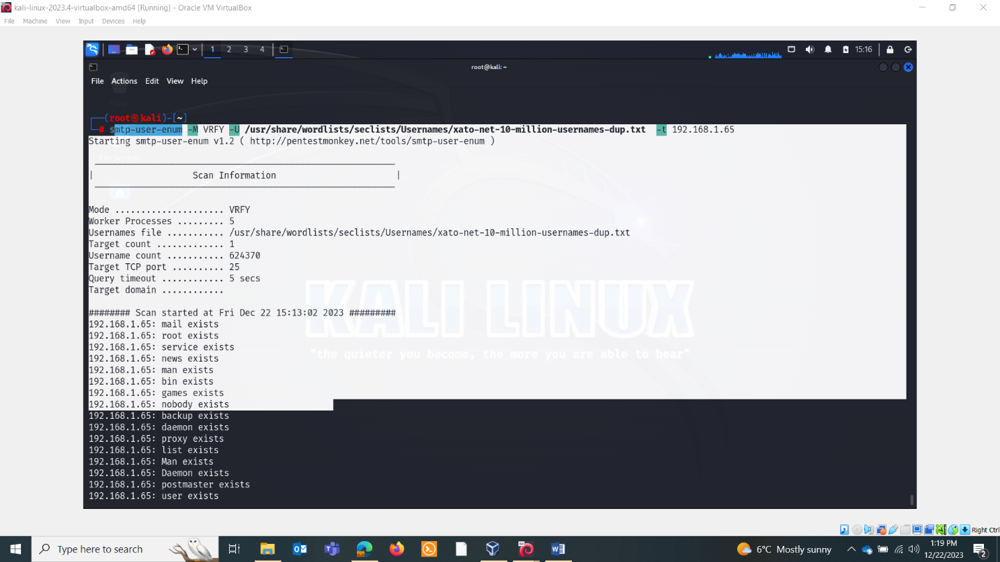 kali-linux-2023.4-virtualbox-amd64 [Running] - Oracle VM VirtualBox
File Machine View Input Devices Help
1 2 3 4
15:16
root@kali: ~
File Actions Edit View Help
Trash
┌──(root㉿kali)-[~]
└─# smtp-user-enum -M VRFY -U /usr/share/wordlists/seclists/Usernames/xato-net-10-million-usernames-dup.txt -t 192.168.1.65
Starting smtp-user-enum v1.2 ( http://pentestmonkey.net/tools/smtp-user-enum )
| Scan Information |
Mode ..................... VRFY
Worker Processes ......... 5
Usernames file ........... /usr/share/wordlists/seclists/Usernames/xato-net-10-million-usernames-dup.txt
Target count ............. 1
Username count ........... 624370
Target TCP port .......... 25
Query timeout ............ 5 secs
Target domain ............
######## Scan started at Fri Dec 22 15:13:02 2023 #########
192.168.1.65: mail exists
192.168.1.65: root exists
192.168.1.65: service exists
192.168.1.65: news exists
192.168.1.65: man exists
192.168.1.65: bin exists
192.168.1.65: games exists
192.168.1.65: nobody exists
192.168.1.65: backup exists
192.168.1.65: daemon exists
192.168.1.65: proxy exists
192.168.1.65: list exists
192.168.1.65: Man exists
192.168.1.65: Daemon exists
192.168.1.65: postmaster exists
192.168.1.65: user exists
KALI LINUX
"the quieter you become, the more you are able to hear"
Right Ctrl
Type here to search
6°C Mostly sunny
1:19 PM
12/22/2023
2